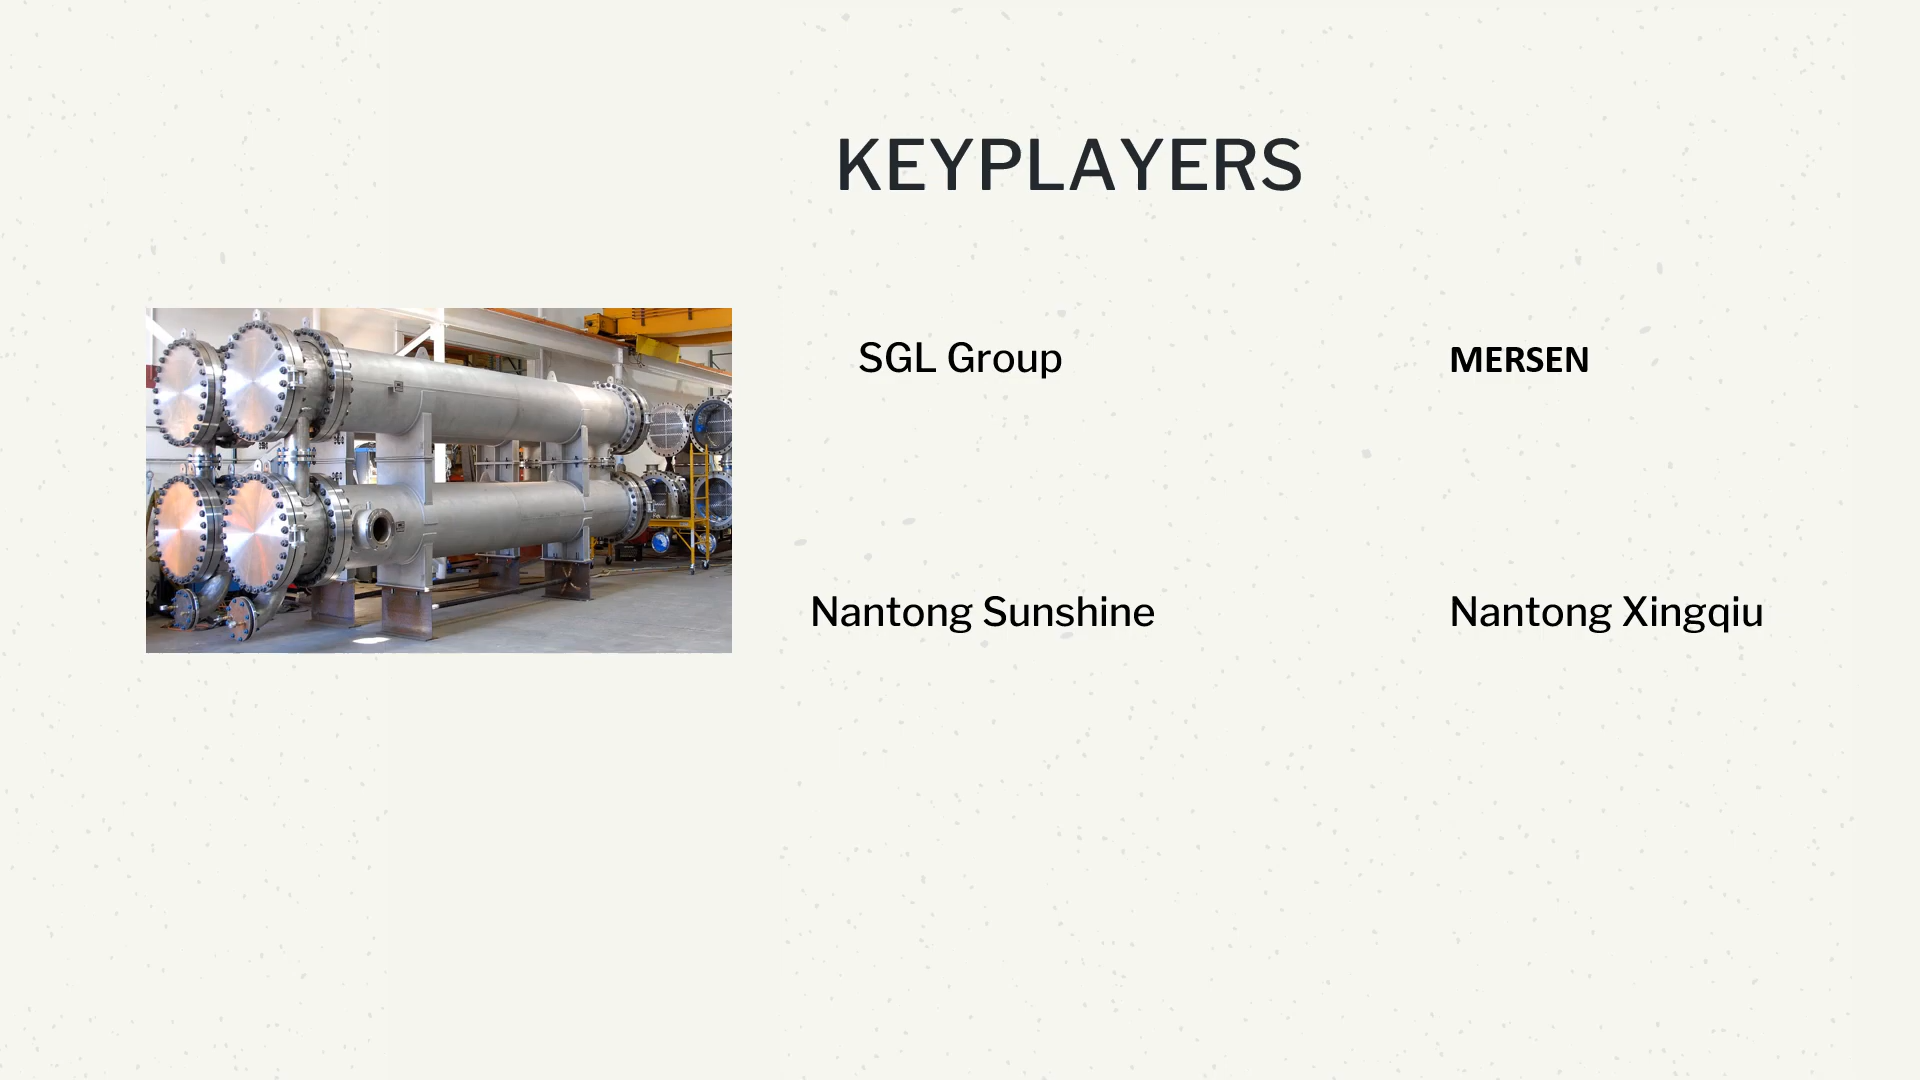 KEYPLAYERS
SGL Group
MERSEN
Nantong Sunshine
Nantong Xingqiu